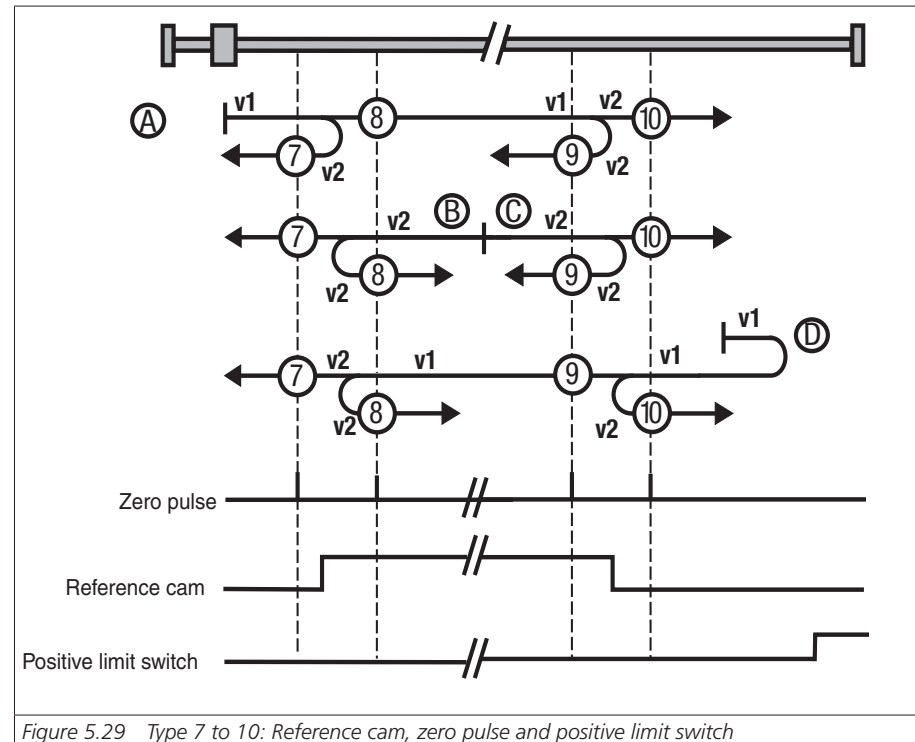 v1 v1 v2
Ⓐ ⑧ ⑩
⑦ v2 ⑨ v2
v2 Ⓑ Ⓒ v2
⑦ ⑩
v2 ⑧ ⑨ v2
v1 Ⓓ
v2 v1 v1
⑦ ⑨
v2 ⑧ v2 ⑩
Zero pulse
Reference cam
Positive limit switch
Figure 5.29 Type 7 to 10: Reference cam, zero pulse and positive limit switch